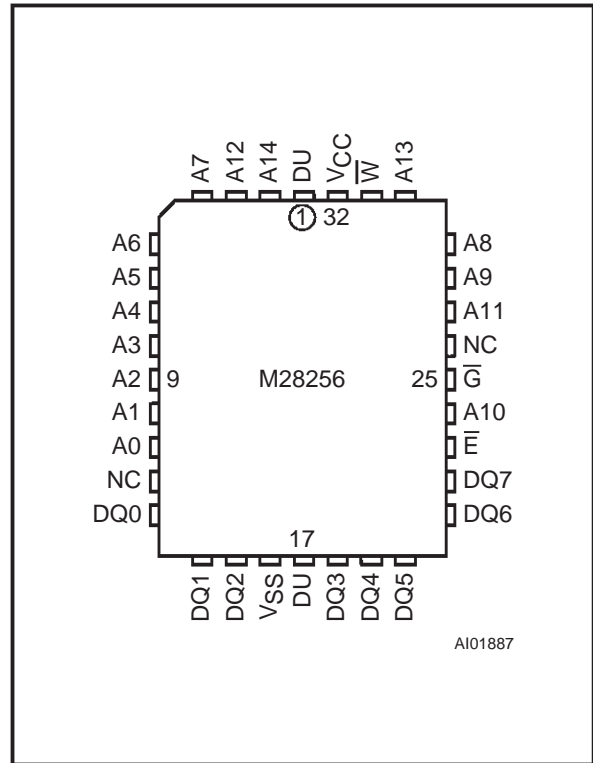 A7 A12 A14 DU VCC W̅ A13
1 32
A6 A8
A5 A9
A4 A11
A3 NC
A2 9 M28256 25 G̅
A1 A10
A0 E̅
NC DQ7
DQ0 DQ6
17
DQ1 DQ2 VSS DU DQ3 DQ4 DQ5
AI01887